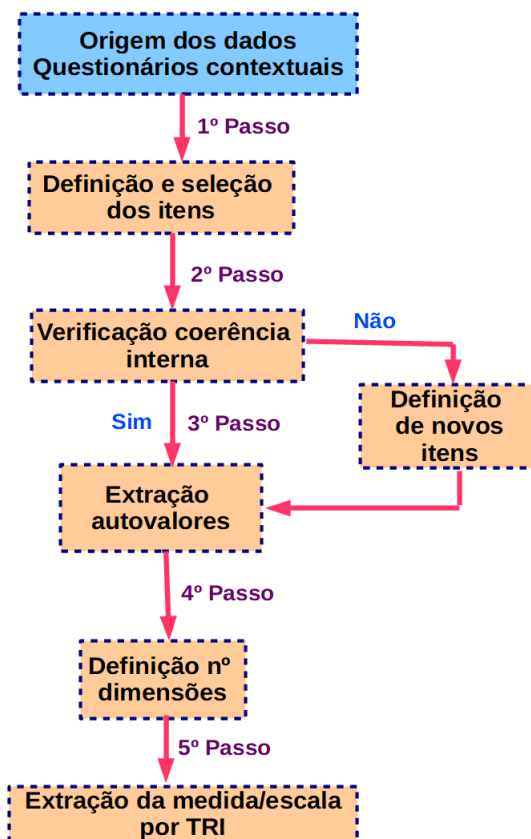 Origem dos dados
Questionários contextuais
1º Passo
Definição e seleção
dos itens
2º Passo
Verificação coerência
interna
Não
Definição
de novos
itens
Sim
3º Passo
Extração
autovalores
4º Passo
Definição nº
dimensões
5º Passo
Extração da medida/escala
por TRI